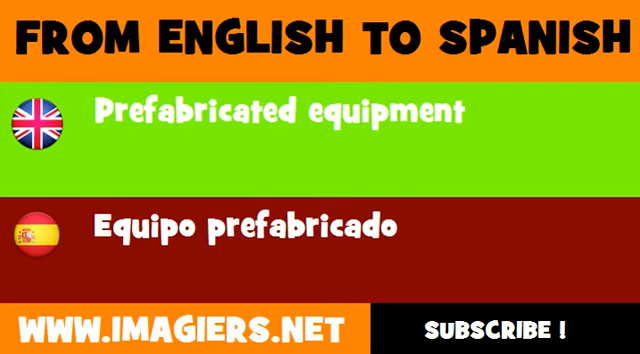 FROM ENGLISH TO SPANISH
Prefabricated equipment
Equipo prefabricado
WWW.IMAGIERS.NET
SUBSCRIBE !